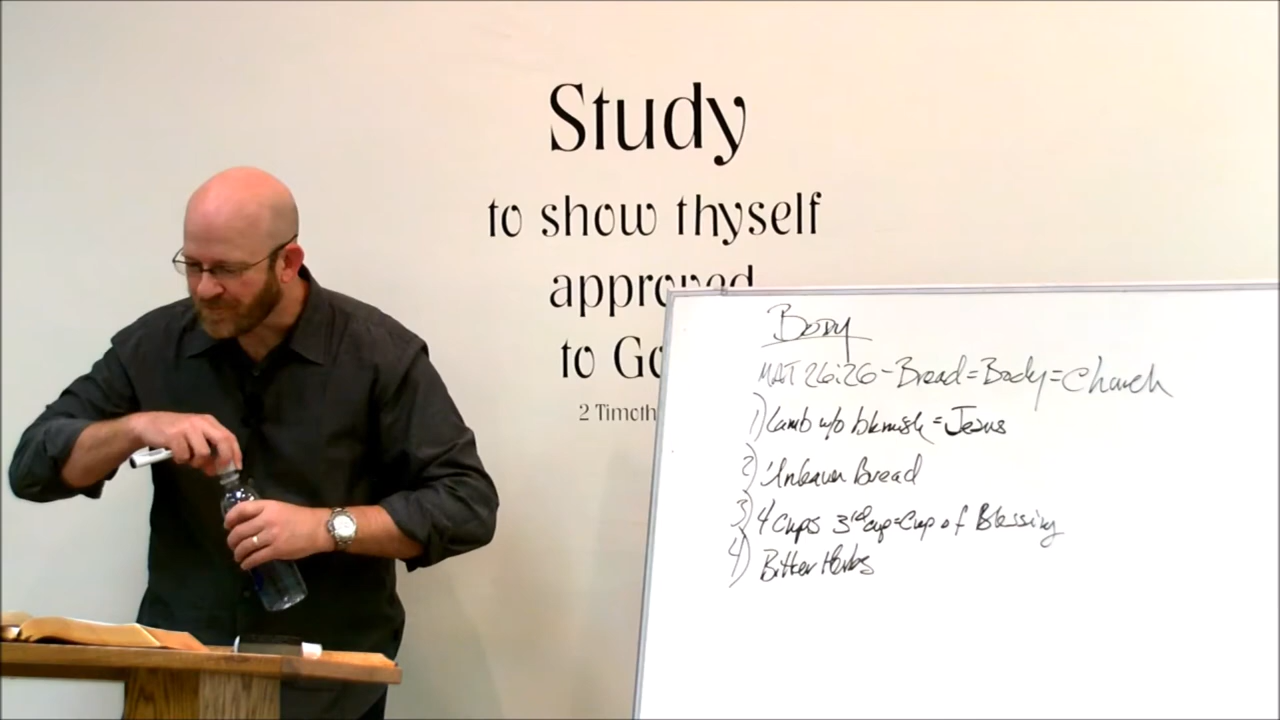 Study
to show thyself
approved
to Go
2 Timoth
Body
MAT 26:26 - Bread = Body = Church
1) Lamb w/o blemish = Jesus
2) Unleaven Bread
3) 4 cups 3rd cup = Cup of Blessing
4) Bitter Herbs